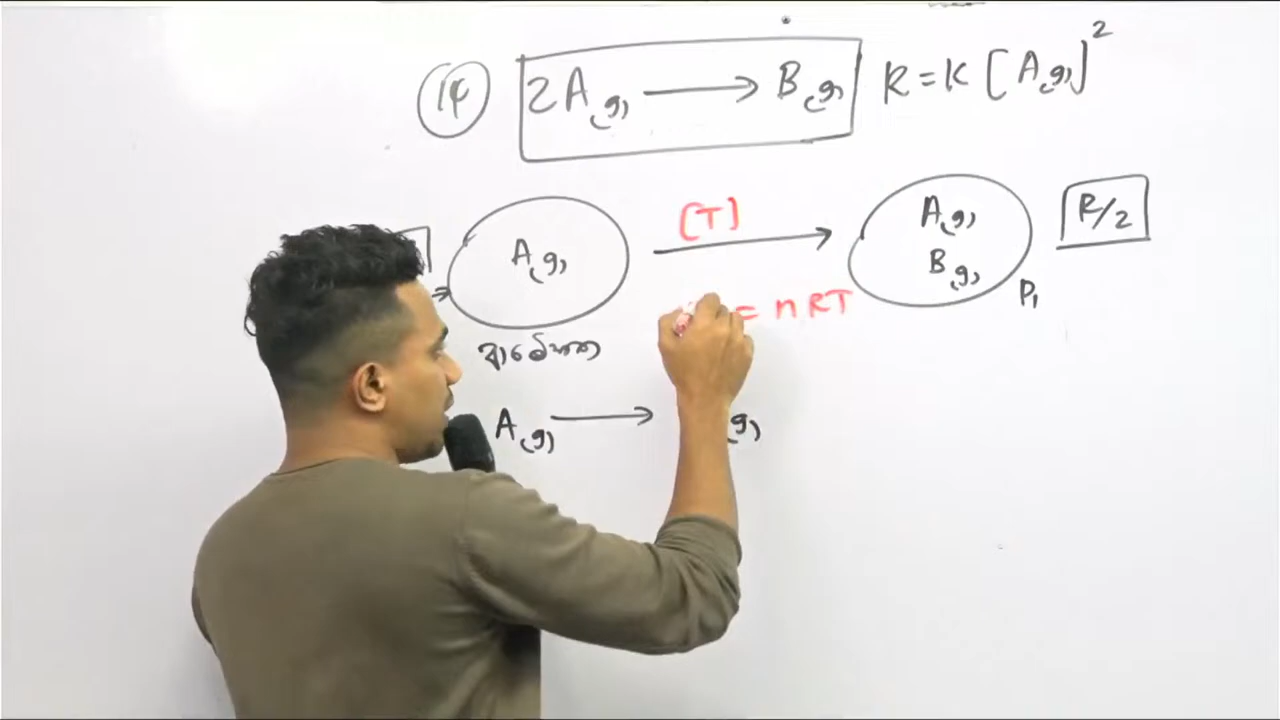 14 2A(g) → B(g) R = K [A(g)]²
A(g) → [T] A(g) R/2
B(g)
P₁
= nRT
A(g) → (g)